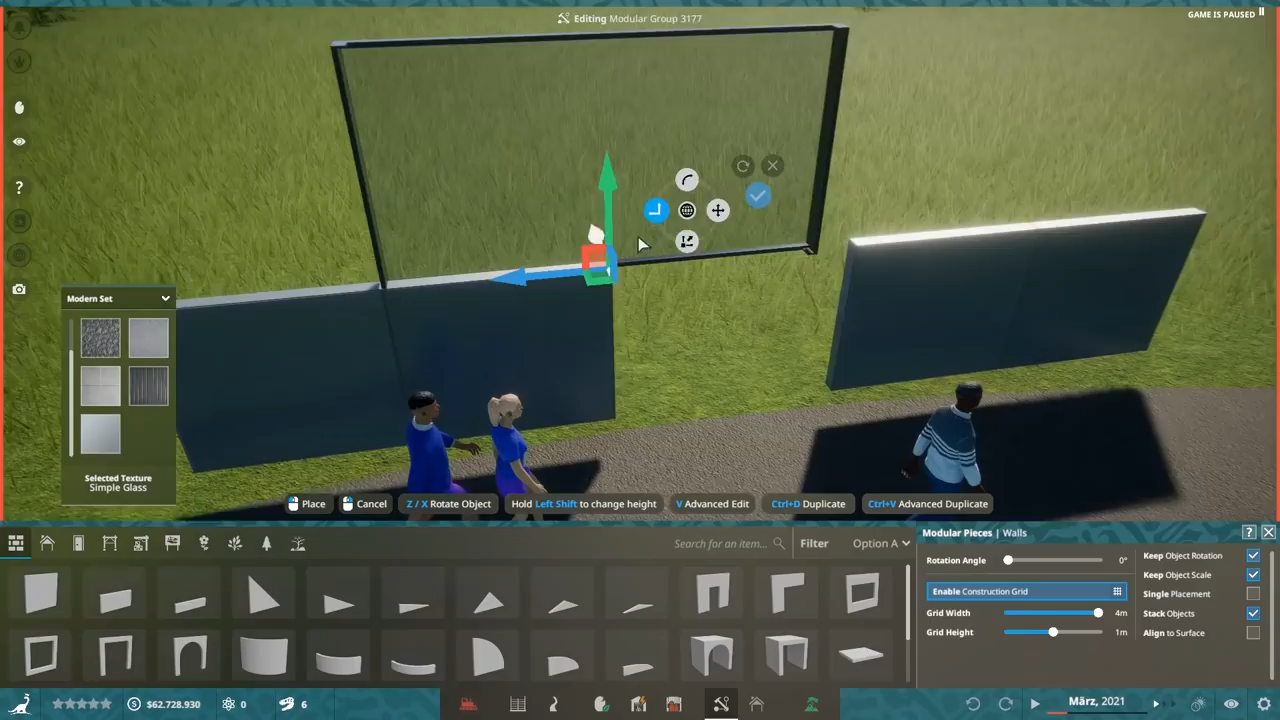 Editing Modular Group 3177
GAME IS PAUSED
?
Modern Set
Selected Texture
Simple Glass
Place
Cancel
Z / X Rotate Object
Hold Left Shift to change height
V Advanced Edit
Ctrl+D Duplicate
Ctrl+V Advanced Duplicate
Search for an item...
Filter
Option A
Modular Pieces | Walls
?
Rotation Angle
0°
Enable Construction Grid
Grid Width
4m
Grid Height
1m
Keep Object Rotation
Keep Object Scale
Single Placement
Stack Objects
Align to Surface
$62.728.930
0
6
März, 2021